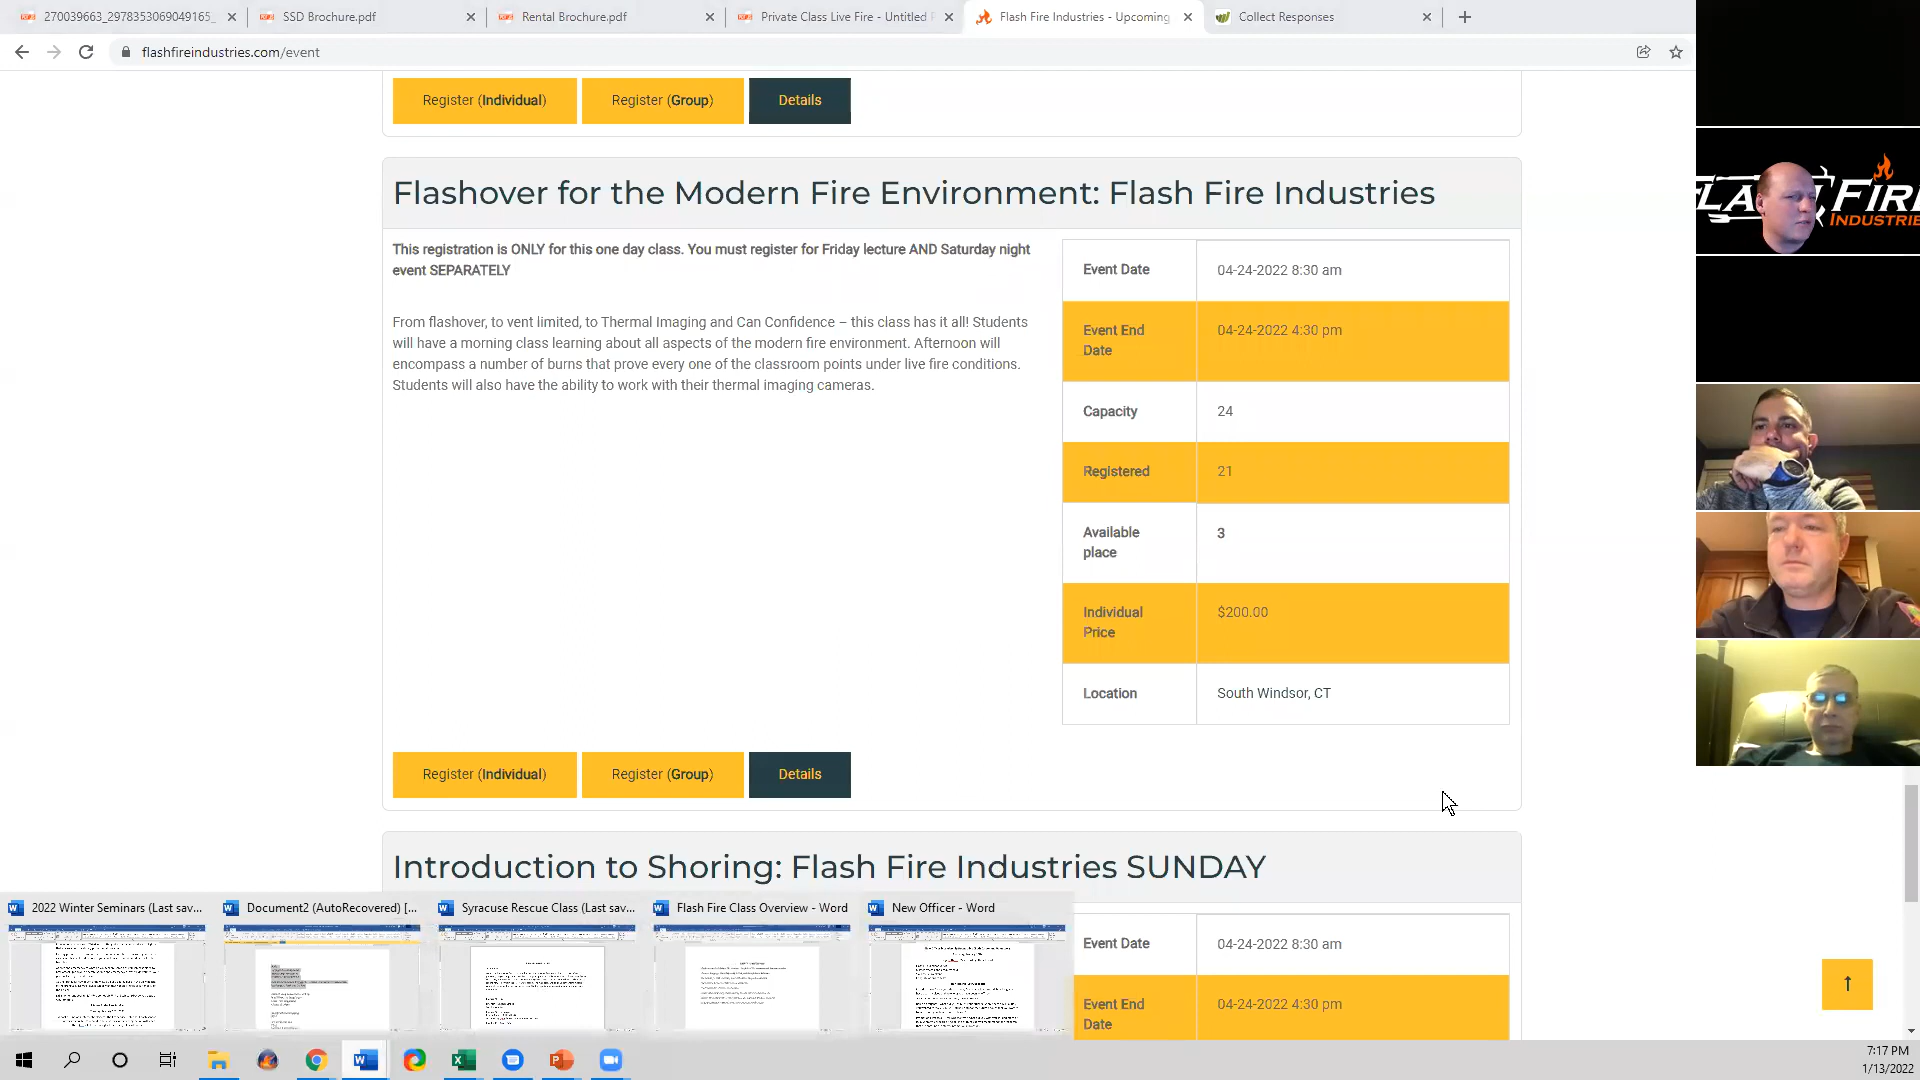 270039663_2978353069049165_
SSD Brochure.pdf
Rental Brochure.pdf
Private Class Live Fire - Untitled
Flash Fire Industries - Upcoming
Collect Responses
flashfireindustries.com/event
Register (Individual)
Register (Group)
Details
Flashover for the Modern Fire Environment: Flash Fire Industries
This registration is ONLY for this one day class. You must register for Friday lecture AND Saturday night
event SEPARATELY
From flashover, to vent limited, to Thermal Imaging and Can Confidence – this class has it all! Students
will have a morning class learning about all aspects of the modern fire environment. Afternoon will
encompass a number of burns that prove every one of the classroom points under live fire conditions.
Students will also have the ability to work with their thermal imaging cameras.
Event Date
04-24-2022 8:30 am
Event End
Date
04-24-2022 4:30 pm
Capacity
24
Registered
21
Available
place
3
Individual
Price
$200.00
Location
South Windsor, CT
Register (Individual)
Register (Group)
Details
Introduction to Shoring: Flash Fire Industries SUNDAY
Event Date
04-24-2022 8:30 am
Event End
Date
04-24-2022 4:30 pm
2022 Winter Seminars (Last sav...
Document2 (AutoRecovered) [...
Syracuse Rescue Class (Last sav...
Flash Fire Class Overview - Word
New Officer - Word
7:17 PM
1/13/2022